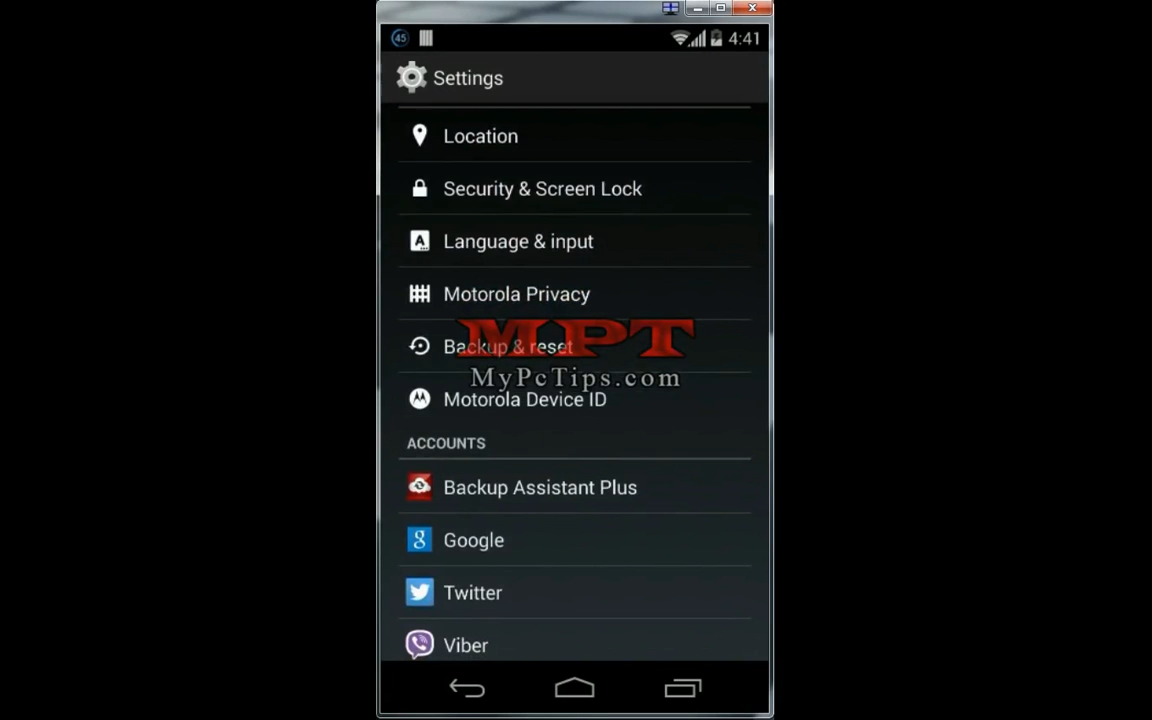 45
4:41
Settings
Location
Security & Screen Lock
Language & input
Motorola Privacy
MPT
Backup & reset
MyPcTips.com
Motorola Device ID
ACCOUNTS
Backup Assistant Plus
Google
Twitter
Viber